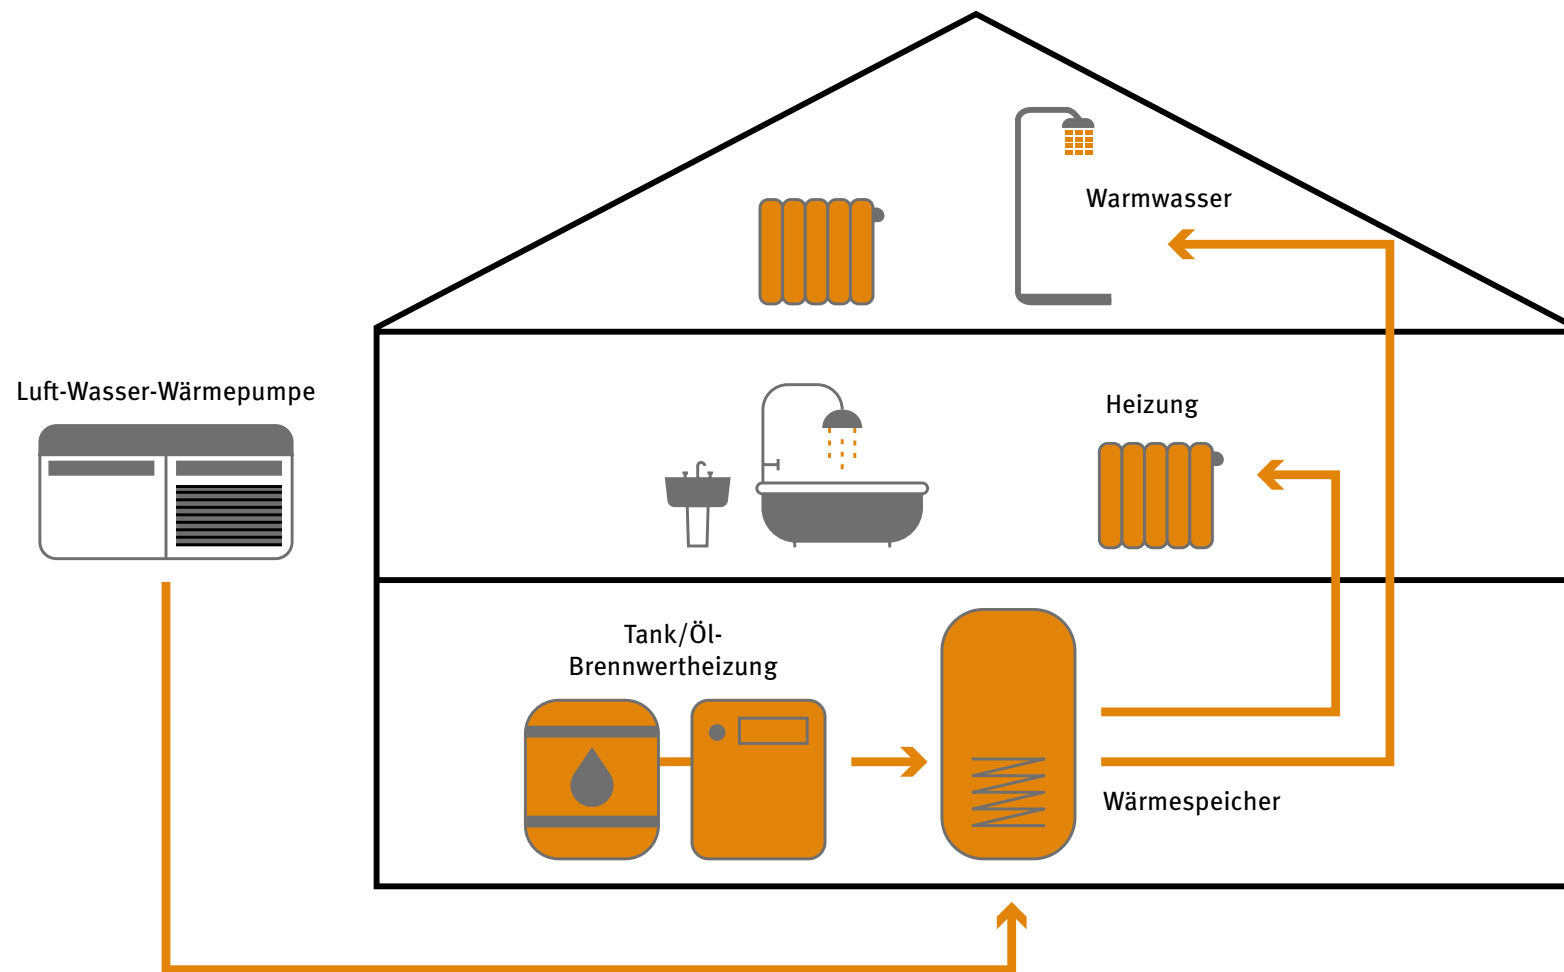 Warmwasser
Luft-Wasser-Wärmepumpe
Heizung
Tank/Öl-
Brennwertheizung
Wärmespeicher